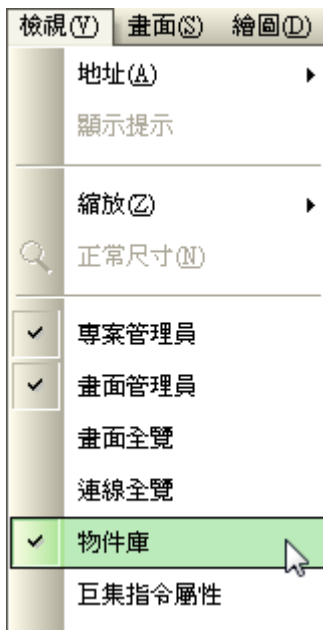 檢視(V) 畫面(S) 繪圖(D)
地址(A)
顯示提示
縮放(Z)
正常尺寸(N)
專案管理員
畫面管理員
畫面全覽
連線全覽
物件庫
巨集指令屬性